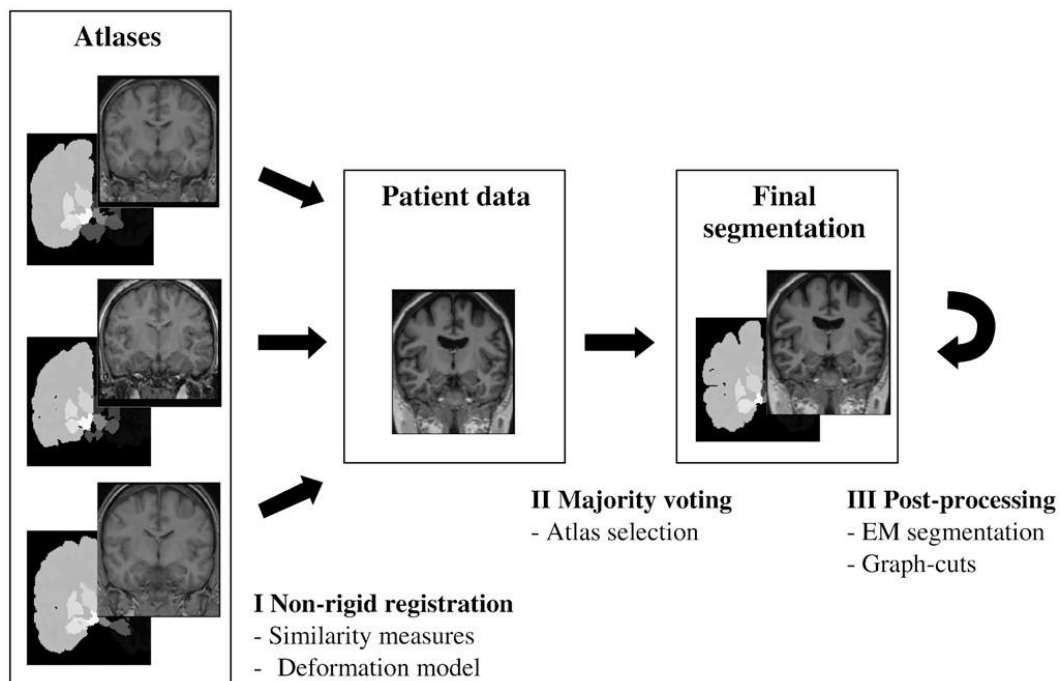 Atlases
Patient data
Final
segmentation
I Non-rigid registration
- Similarity measures
- Deformation model
II Majority voting
- Atlas selection
III Post-processing
- EM segmentation
- Graph-cuts